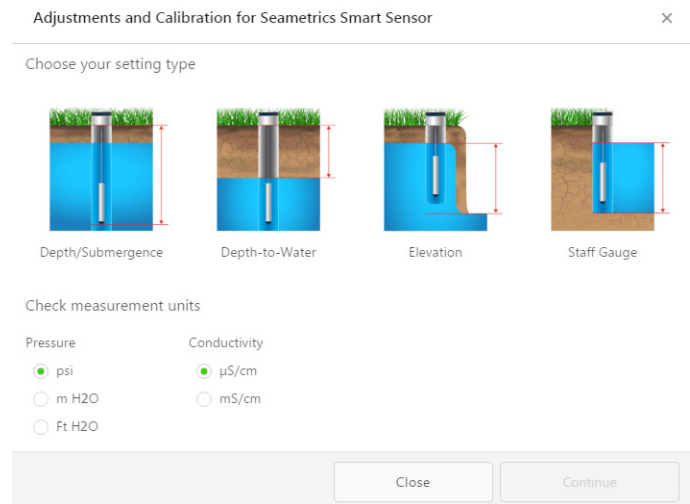 Adjustments and Calibration for Seametrics Smart Sensor
Choose your setting type
Depth/Submergence
Depth-to-Water
Elevation
Staff Gauge
Check measurement units
Pressure
Conductivity
psi
µS/cm
m H2O
mS/cm
Ft H2O
Close
Continue